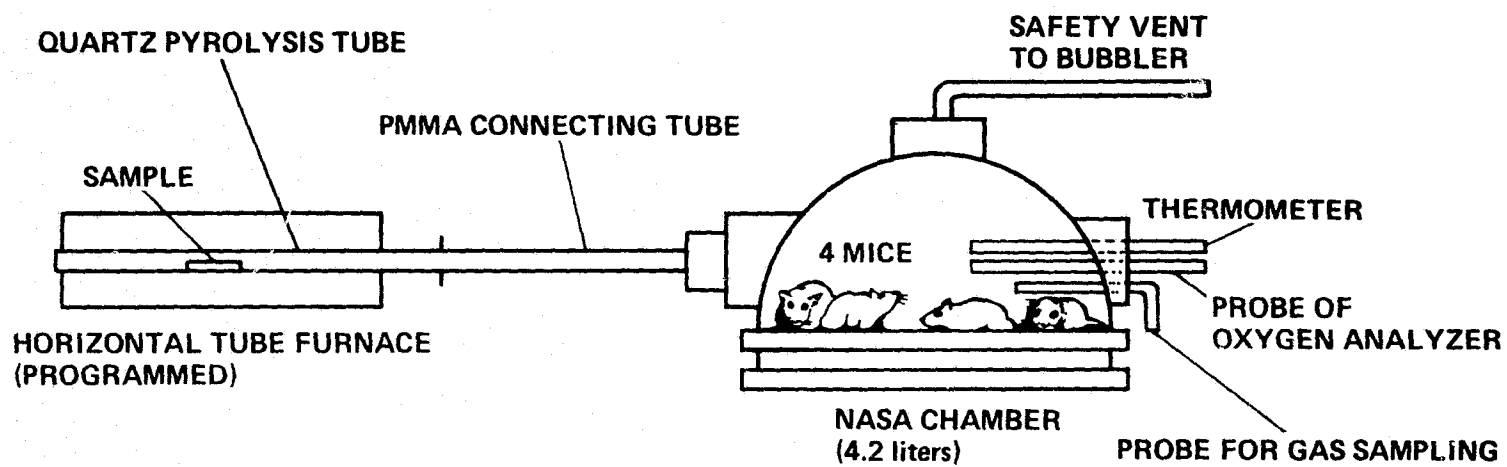 QUARTZ PYROLYSIS TUBE
SAFETY VENT
TO BUBBLER
PMMA CONNECTING TUBE
SAMPLE
THERMOMETER
4 MICE
PROBE OF
OXYGEN ANALYZER
HORIZONTAL TUBE FURNACE
(PROGRAMMED)
NASA CHAMBER
(4.2 liters)
PROBE FOR GAS SAMPLING